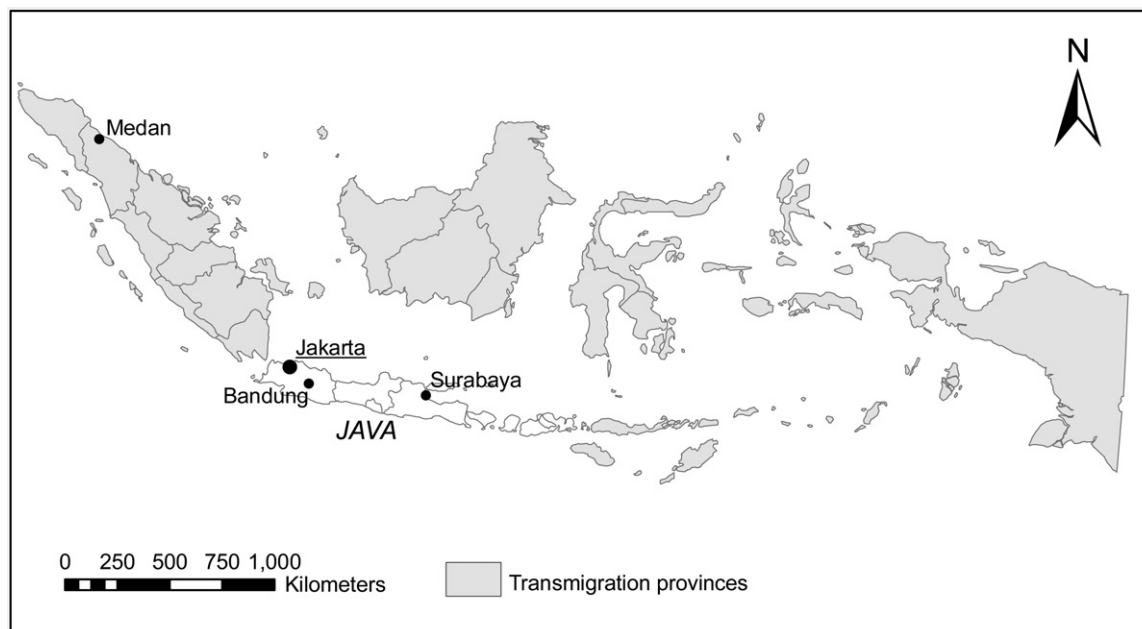 N
Medan
Jakarta
Bandung
Surabaya
JAVA
0 250 500 750 1,000
Kilometers
Transmigration provinces